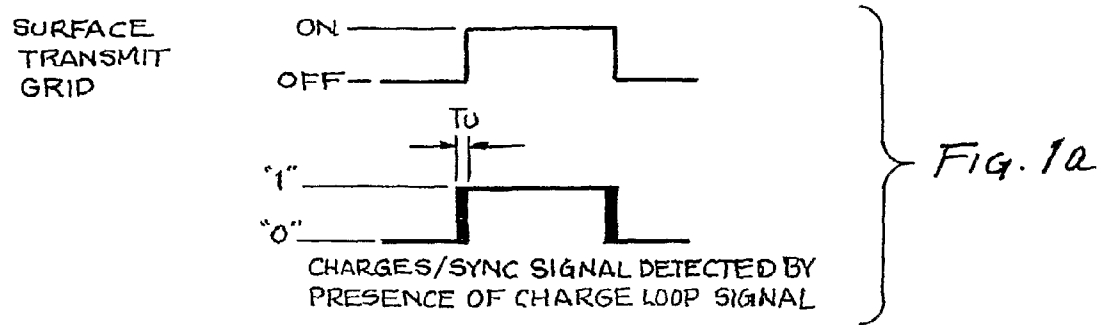 SURFACE
TRANSMIT
GRID
ON
OFF
TU
"1"
"0"
CHARGES/SYNC SIGNAL DETECTED BY
PRESENCE OF CHARGE LOOP SIGNAL
FIG. 1a